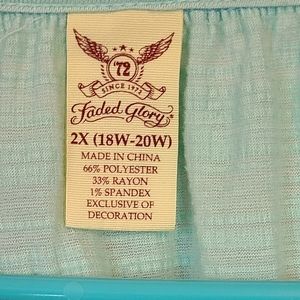 '72
SINCE 1972
Faded Glory
2X (18W-20W)
MADE IN CHINA
66% POLYESTER
33% RAYON
1% SPANDEX
EXCLUSIVE OF
DECORATION